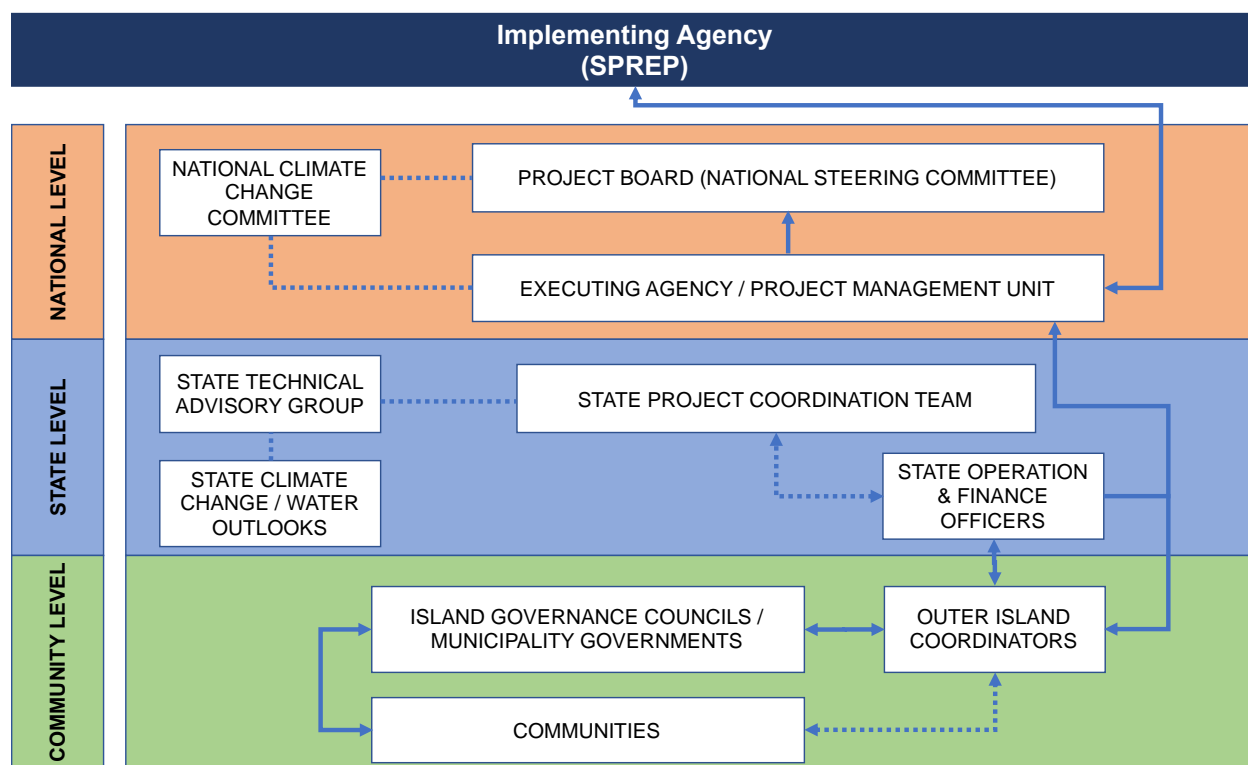 Implementing Agency
(SPREP)
NATIONAL LEVEL
NATIONAL CLIMATE
CHANGE
COMMITTEE
PROJECT BOARD (NATIONAL STEERING COMMITTEE)
EXECUTING AGENCY / PROJECT MANAGEMENT UNIT
STATE LEVEL
STATE TECHNICAL
ADVISORY GROUP
STATE PROJECT COORDINATION TEAM
STATE CLIMATE
CHANGE / WATER
OUTLOOKS
STATE OPERATION
& FINANCE
OFFICERS
COMMUNITY LEVEL
ISLAND GOVERNANCE COUNCILS /
MUNICIPALITY GOVERNMENTS
OUTER ISLAND
COORDINATORS
COMMUNITIES